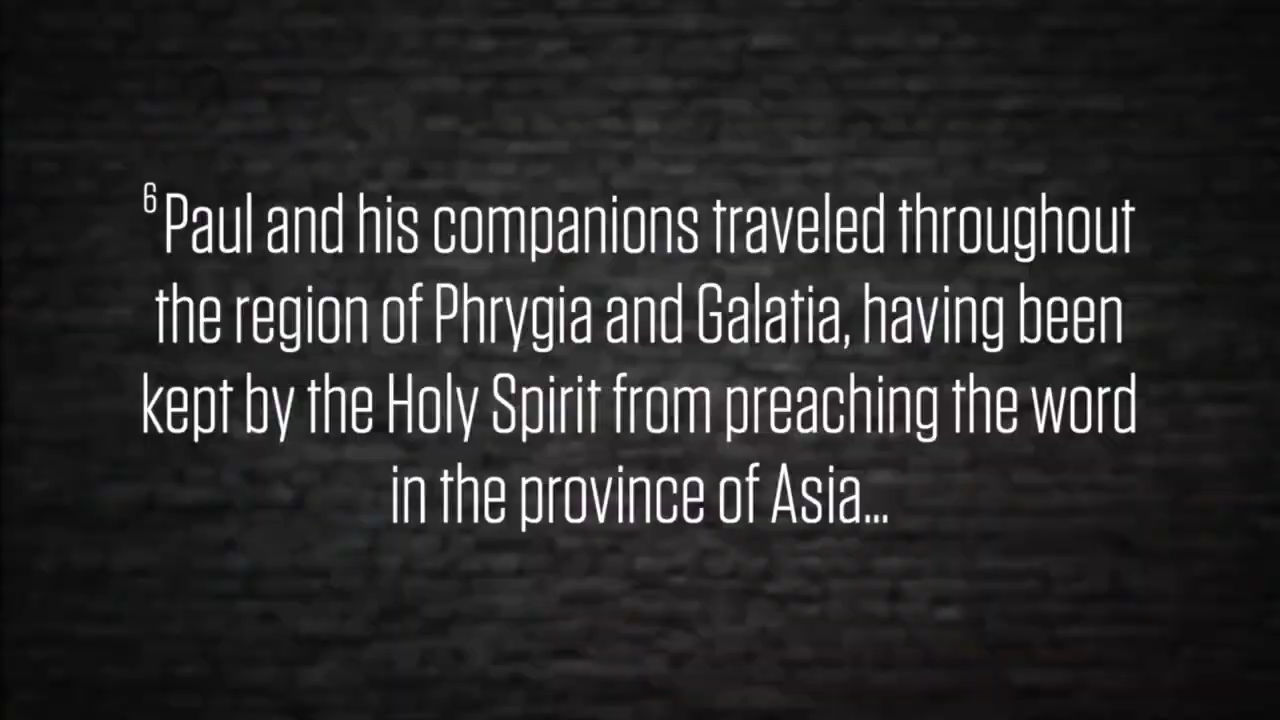 ⁶Paul and his companions traveled throughout
the region of Phrygia and Galatia, having been
kept by the Holy Spirit from preaching the word
in the province of Asia...